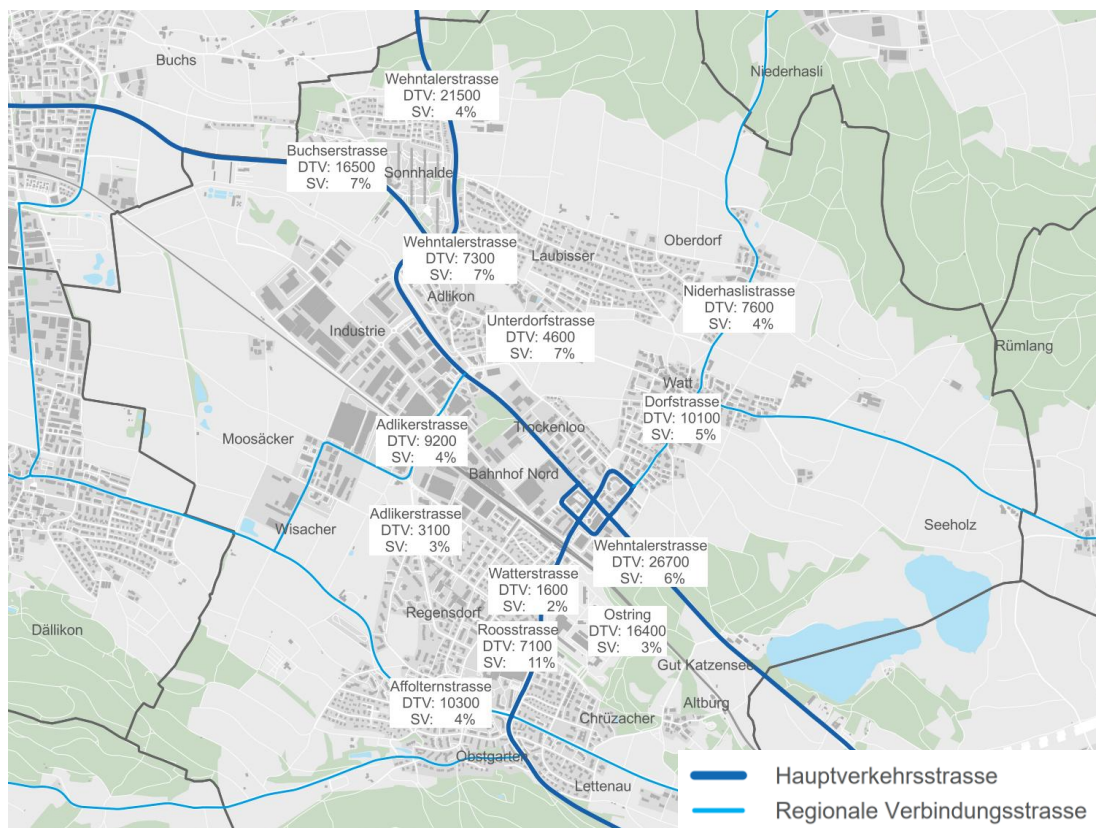 Buchs
Niederhasli
Wehntalerstrasse
DTV: 21500
SV: 4%
Buchserstrasse
DTV: 16500
SV: 7%
Sonnhalde
Wehntalerstrasse
DTV: 7300
SV: 7%
Oberdorf
Laubisser
Adlikon
Niderhaslistrasse
DTV: 7600
SV: 4%
Industrie
Unterdorfstrasse
DTV: 4600
SV: 7%
Rümlang
Watt
Dorfstrasse
DTV: 10100
SV: 5%
Moosäcker
Adlikerstrasse
DTV: 9200
SV: 4%
Trockenloo
Bahnhof Nord
Wisacher
Adlikerstrasse
DTV: 3100
SV: 3%
Seeholz
Wehntalerstrasse
DTV: 26700
SV: 6%
Watterstrasse
DTV: 1600
SV: 2%
Regensdorf
Ostring
DTV: 16400
SV: 3%
Dällikon
Roosstrasse
DTV: 7100
SV: 11%
Gut Katzensee
Affolternstrasse
DTV: 10300
SV: 4%
Altburg
Chrüzacher
Obstgarten
Lettenau
Hauptverkehrsstrasse
Regionale Verbindungsstrasse